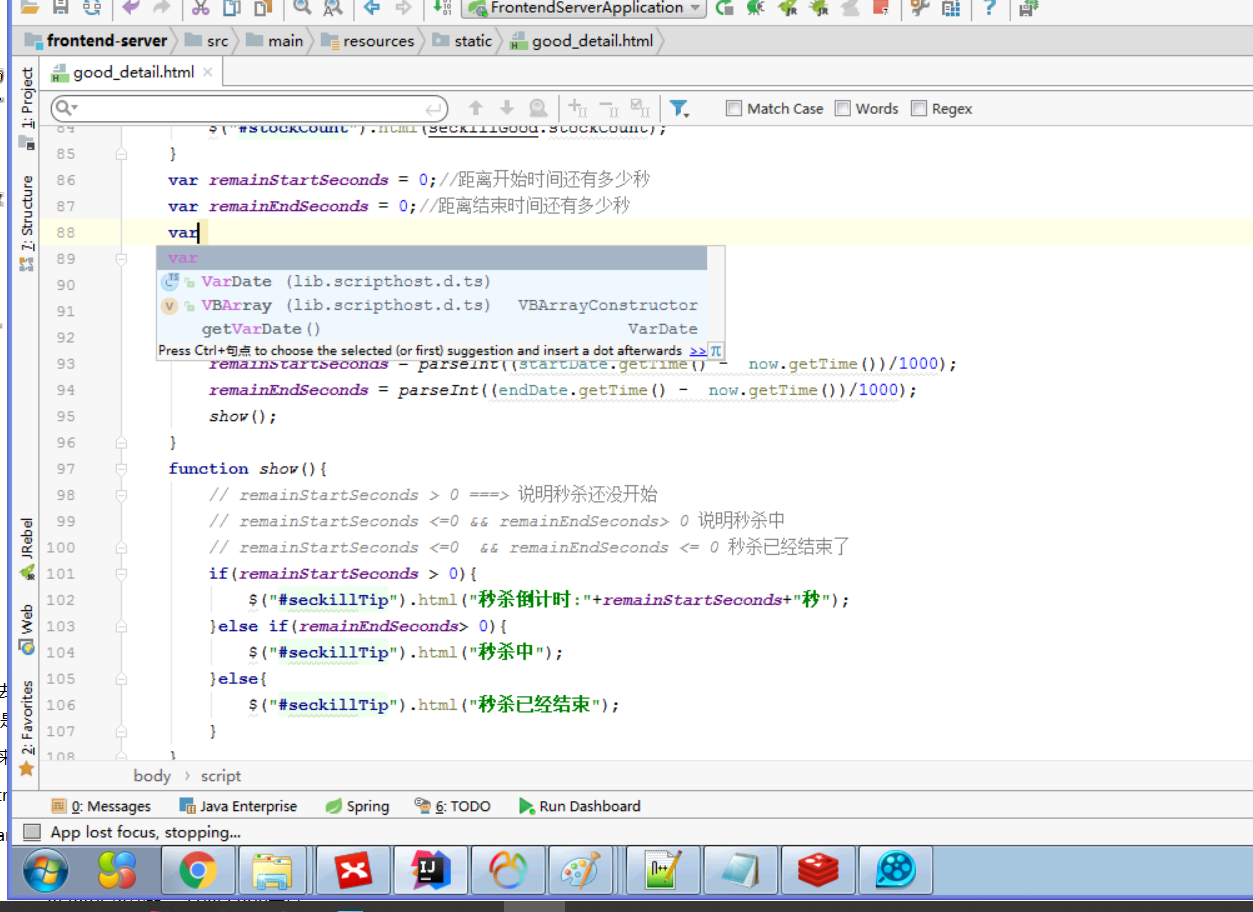 FrontendServerApplication
frontend-server src main resources static good_detail.html
good_detail.html
Match Case Words Regex
1: Project
7: Structure
JRebel
Web
2: Favorites
84 $("#stockCount").html(seckillGood.stockCount);
85 }
86 var remainStartSeconds = 0;//距离开始时间还有多少秒
87 var remainEndSeconds = 0;//距离结束时间还有多少秒
88 var
89
90
91
92
var
VarDate (lib.scripthost.d.ts)
VBArray (lib.scripthost.d.ts) VBArrayConstructor
getVarDate() VarDate
Press Ctrl+句点 to choose the selected (or first) suggestion and insert a dot afterwards >> π
93 remainStartSeconds = parseInt((startDate.getTime() - now.getTime())/1000);
94 remainEndSeconds = parseInt((endDate.getTime() - now.getTime())/1000);
95 show();
96 }
97 function show(){
98 // remainStartSeconds > 0 ===> 说明秒杀还没开始
99 // remainStartSeconds <=0 && remainEndSeconds> 0 说明秒杀中
100 // remainStartSeconds <=0 && remainEndSeconds <= 0 秒杀已经结束了
101 if(remainStartSeconds > 0){
102 $("#seckillTip").html("秒杀倒计时:"+remainStartSeconds+"秒");
103 }else if(remainEndSeconds> 0){
104 $("#seckillTip").html("秒杀中");
105 }else{
106 $("#seckillTip").html("秒杀已经结束");
107 }
108 }
body › script
0: Messages Java Enterprise Spring 6: TODO Run Dashboard
App lost focus, stopping...